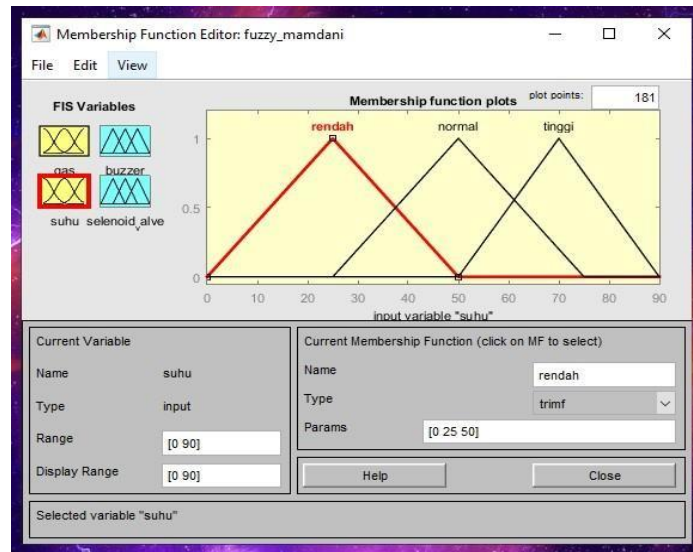 Membership Function Editor: fuzzy_mamdani
File Edit View
FIS Variables
gas buzzer
suhu selenoid_valve
Membership function plots plot points: 181
rendah normal tinggi
1
0.5
0
0 10 20 30 40 50 60 70 80 90
input variable "suhu"
Current Variable
Name suhu
Type input
Range [0 90]
Display Range [0 90]
Current Membership Function (click on MF to select)
Name rendah
Type trimf
Params [0 25 50]
Help Close
Selected variable "suhu"